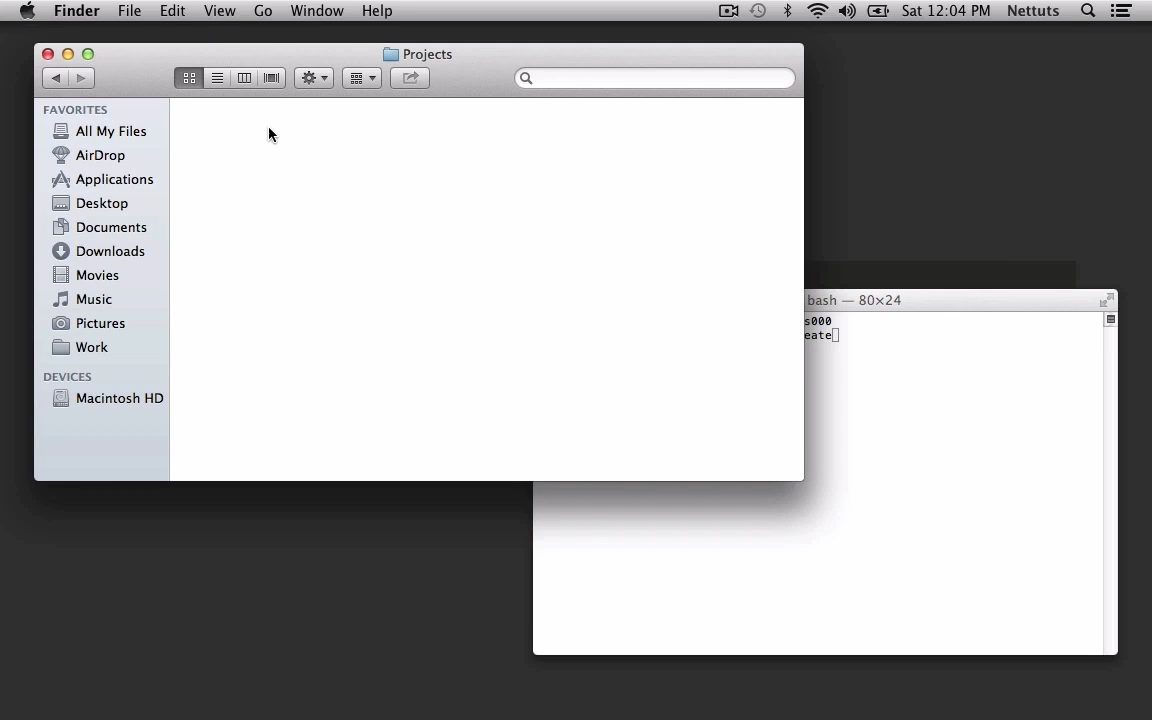 Finder File Edit View Go Window Help Sat 12:04 PM Nettuts
Projects
FAVORITES
All My Files
AirDrop
Applications
Desktop
Documents
Downloads
Movies
Music
Pictures
Work
DEVICES
Macintosh HD
bash — 80×24
s000
eate